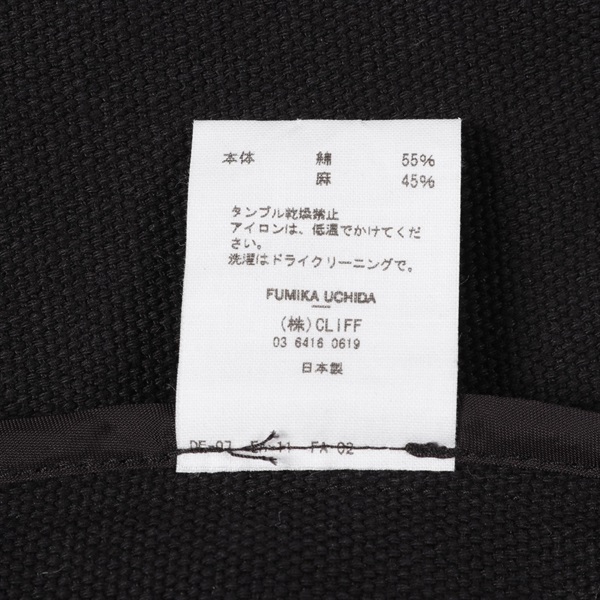 本体 綿 55%
麻 45%
タンブル乾燥禁止
アイロンは、低温でかけてくだ
さい。
洗濯はドライクリーニングで。
FUMIKA UCHIDA
(株)CLIFF
03 6416 0619
日本製
FA-02